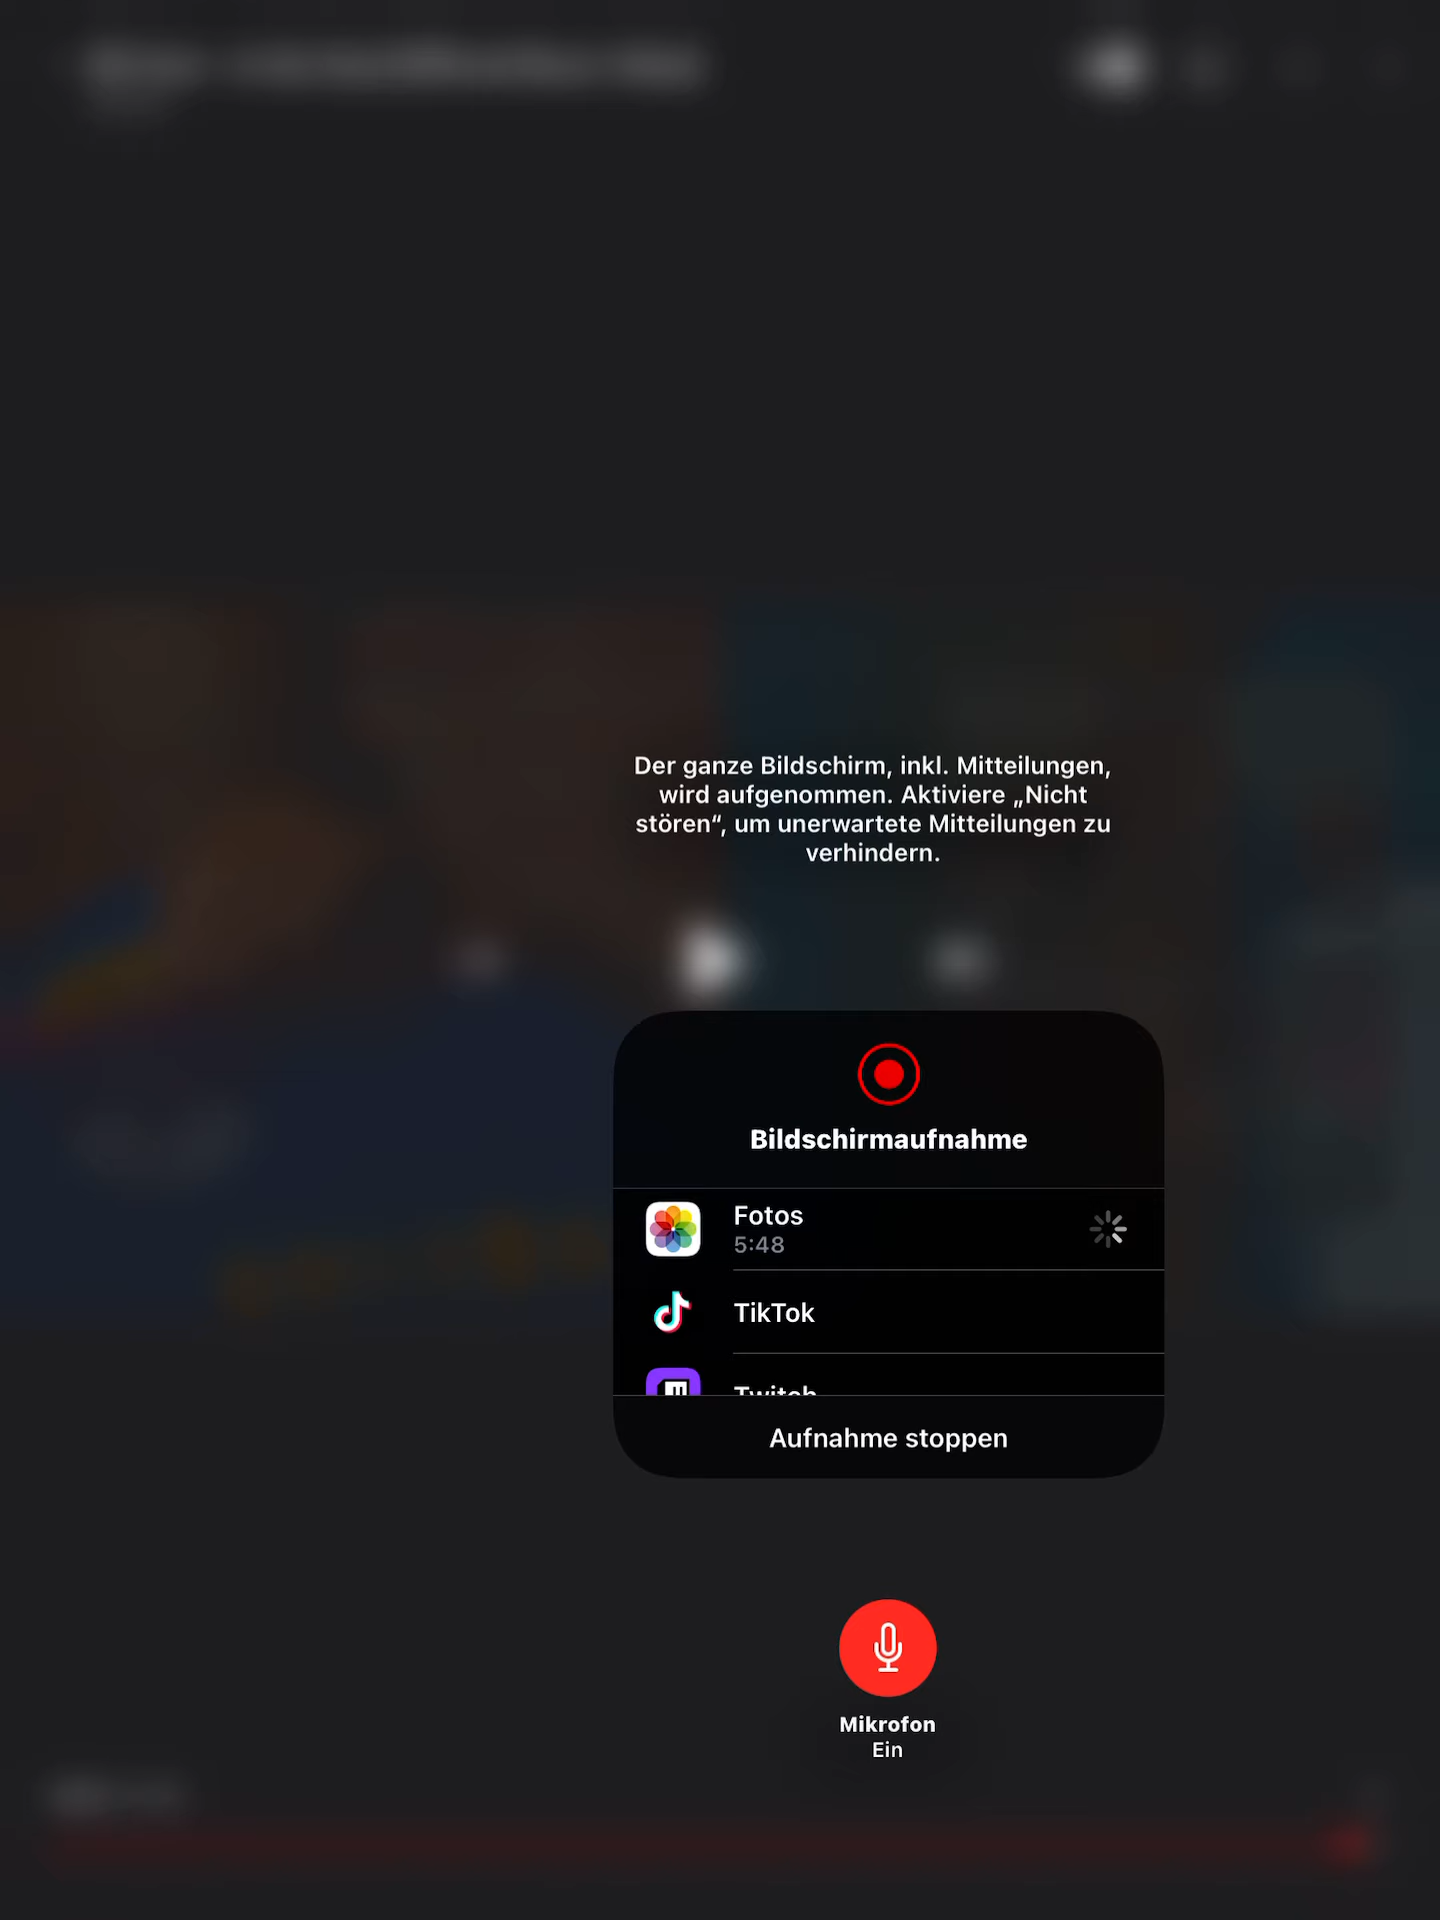 Der ganze Bildschirm, inkl. Mitteilungen,
wird aufgenommen. Aktiviere „Nicht
stören“, um unerwartete Mitteilungen zu
verhindern.
Bildschirmaufnahme
Fotos
5:48
TikTok
Twitch
Aufnahme stoppen
Mikrofon
Ein